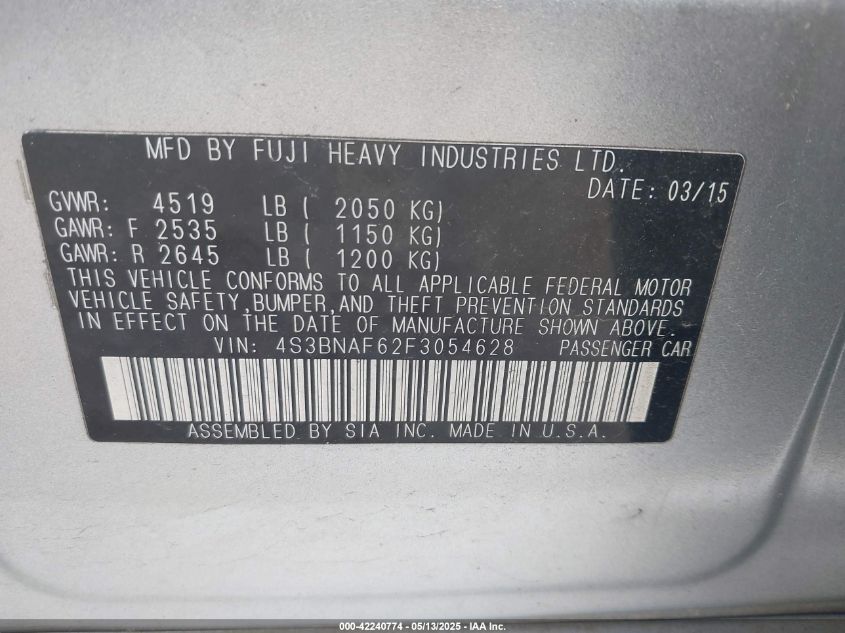 MFD BY FUJI HEAVY INDUSTRIES LTD.
DATE: 03/15
GVWR: 4519 LB ( 2050 KG)
GAWR: F 2535 LB ( 1150 KG)
GAWR: R 2645 LB ( 1200 KG)
THIS VEHICLE CONFORMS TO ALL APPLICABLE FEDERAL MOTOR
VEHICLE SAFETY,BUMPER,AND THEFT PREVENTION STANDARDS
IN EFFECT ON THE DATE OF MANUFACTURE SHOWN ABOVE.
VIN: 4S3BNAF62F3054628 PASSENGER CAR
ASSEMBLED BY SIA INC. MADE IN U.S.A.
000-42240774 - 05/13/2025 - IAA Inc.